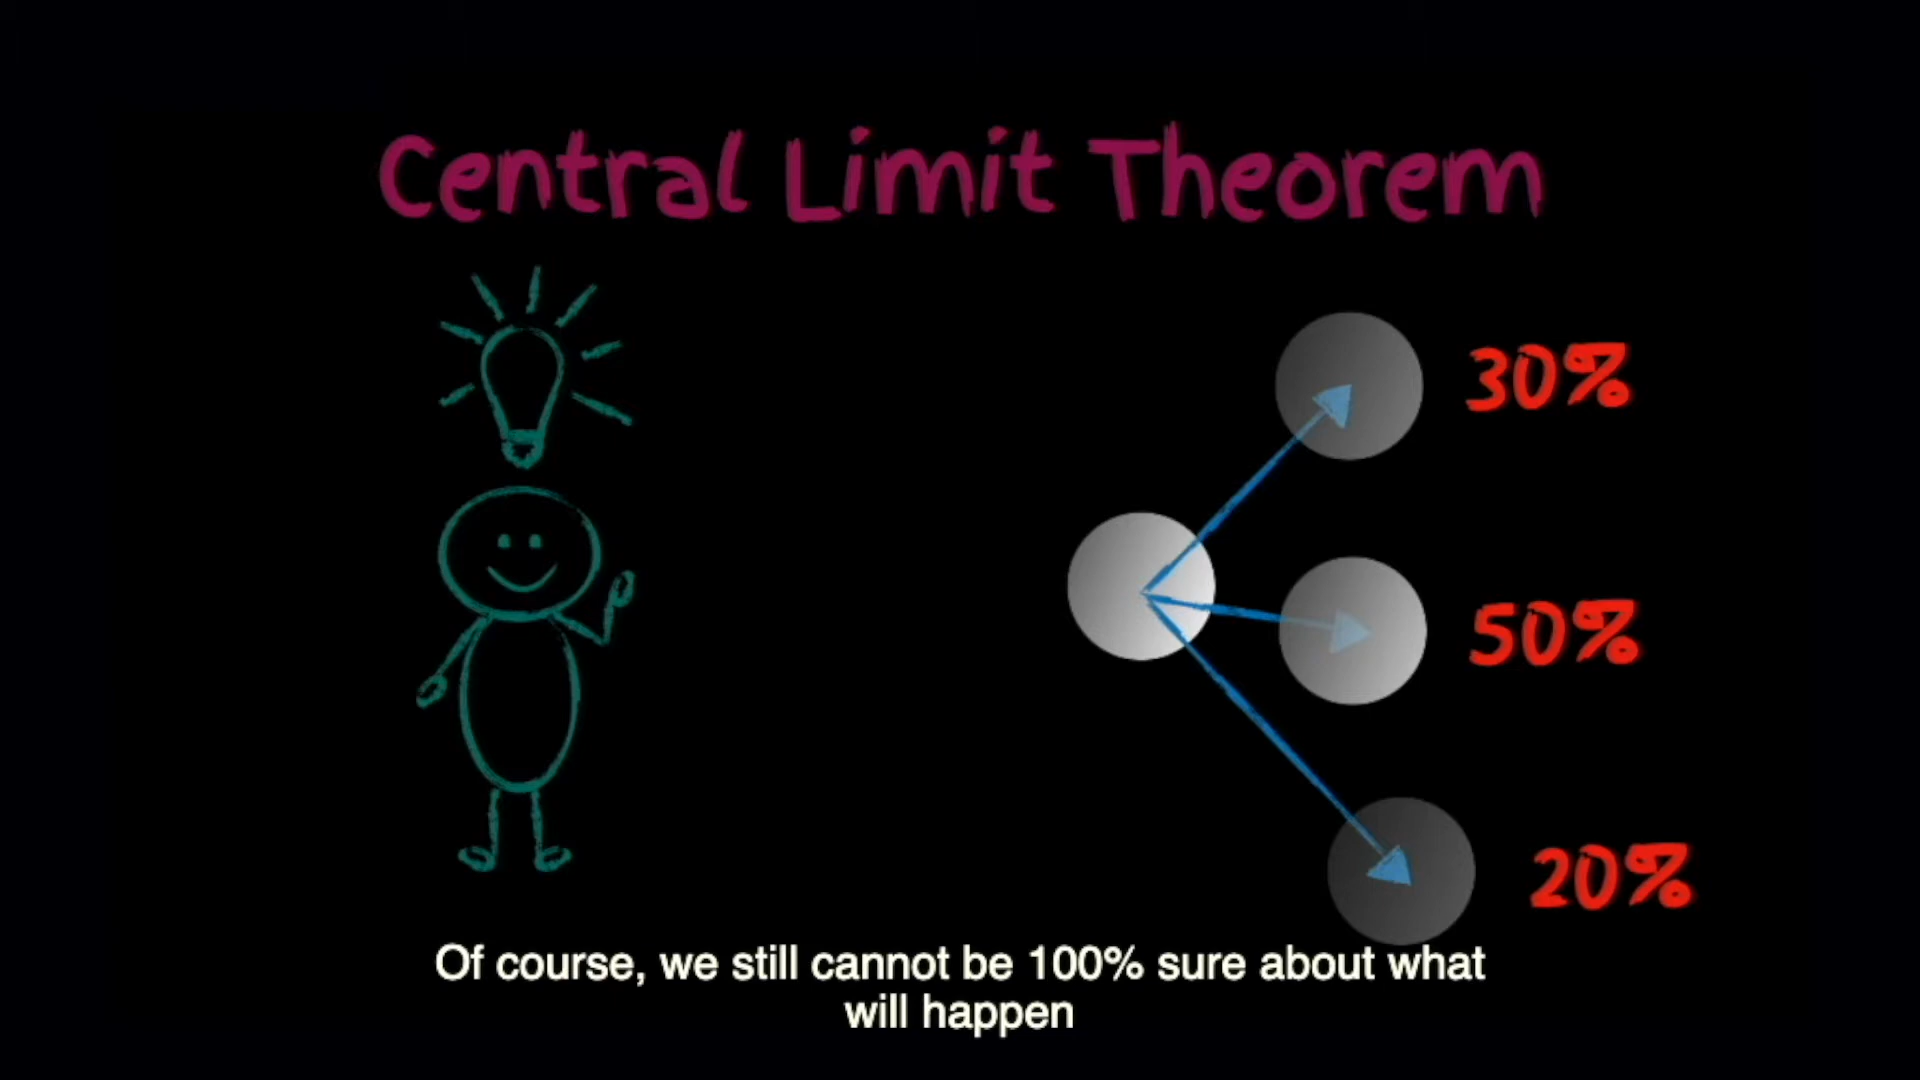 Central Limit Theorem
30%
50%
20%
Of course, we still cannot be 100% sure about what
will happen